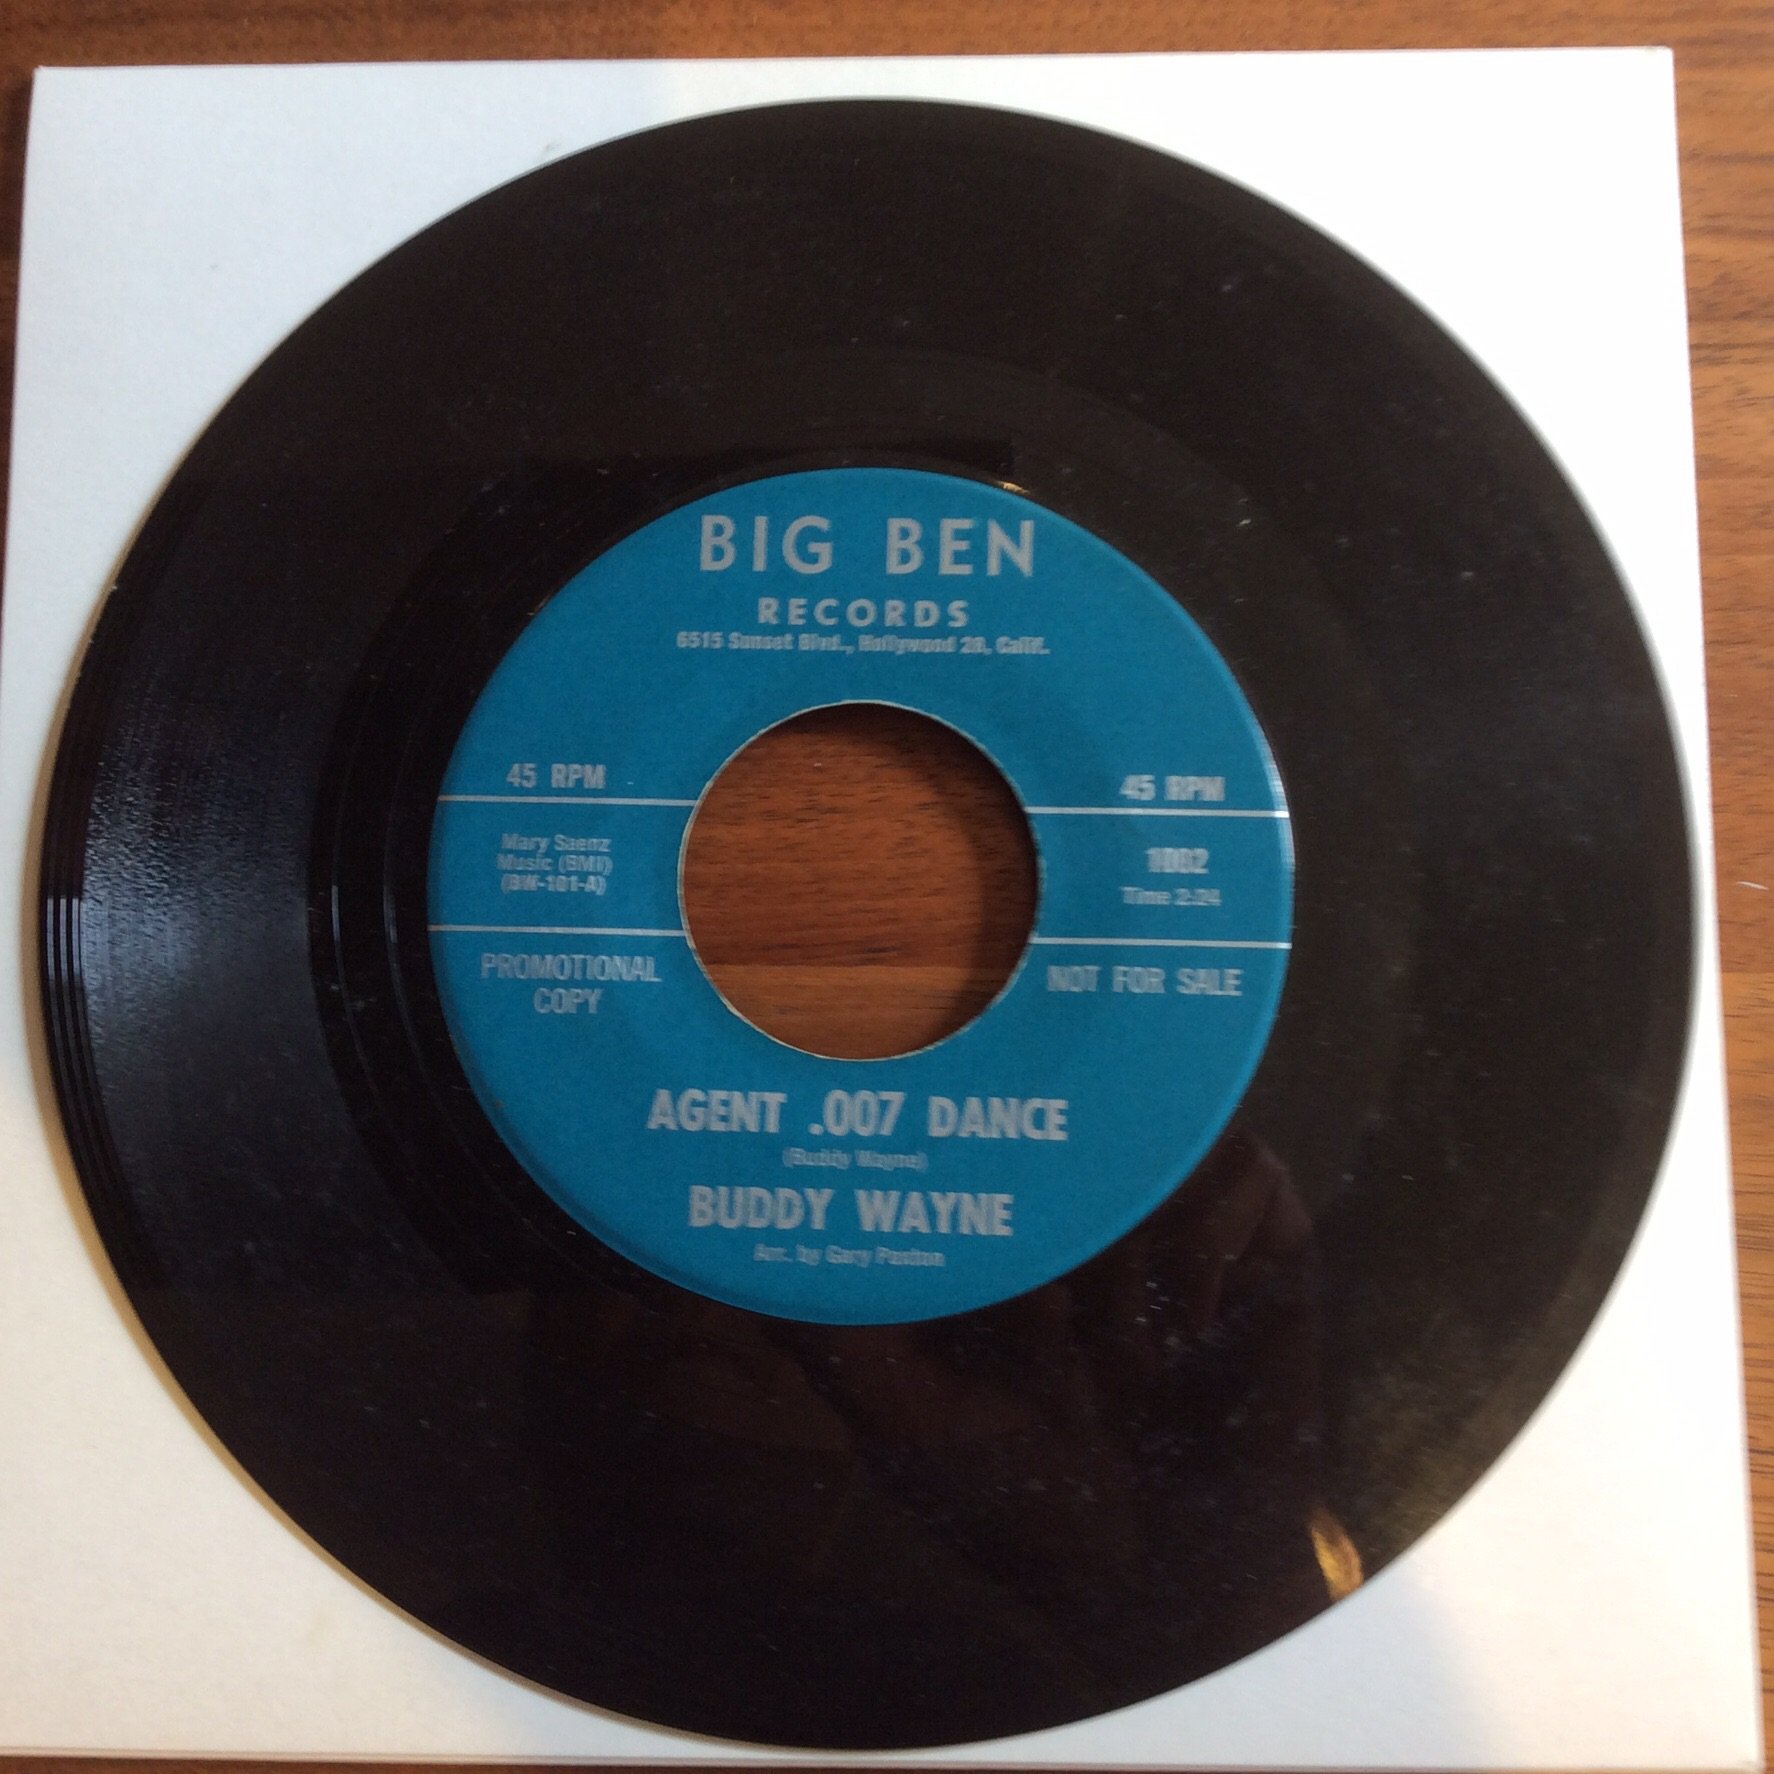 BIG BEN
RECORDS
6515 Sunset Blvd., Hollywood 28, Calif.
45 RPM
45 RPM
Mary Saenz
Music (BMI)
(BW-101-A)
1002
Time 2:24
PROMOTIONAL
COPY
NOT FOR SALE
AGENT .007 DANCE
(Buddy Wayne)
BUDDY WAYNE
Arr. by Gary Paxton